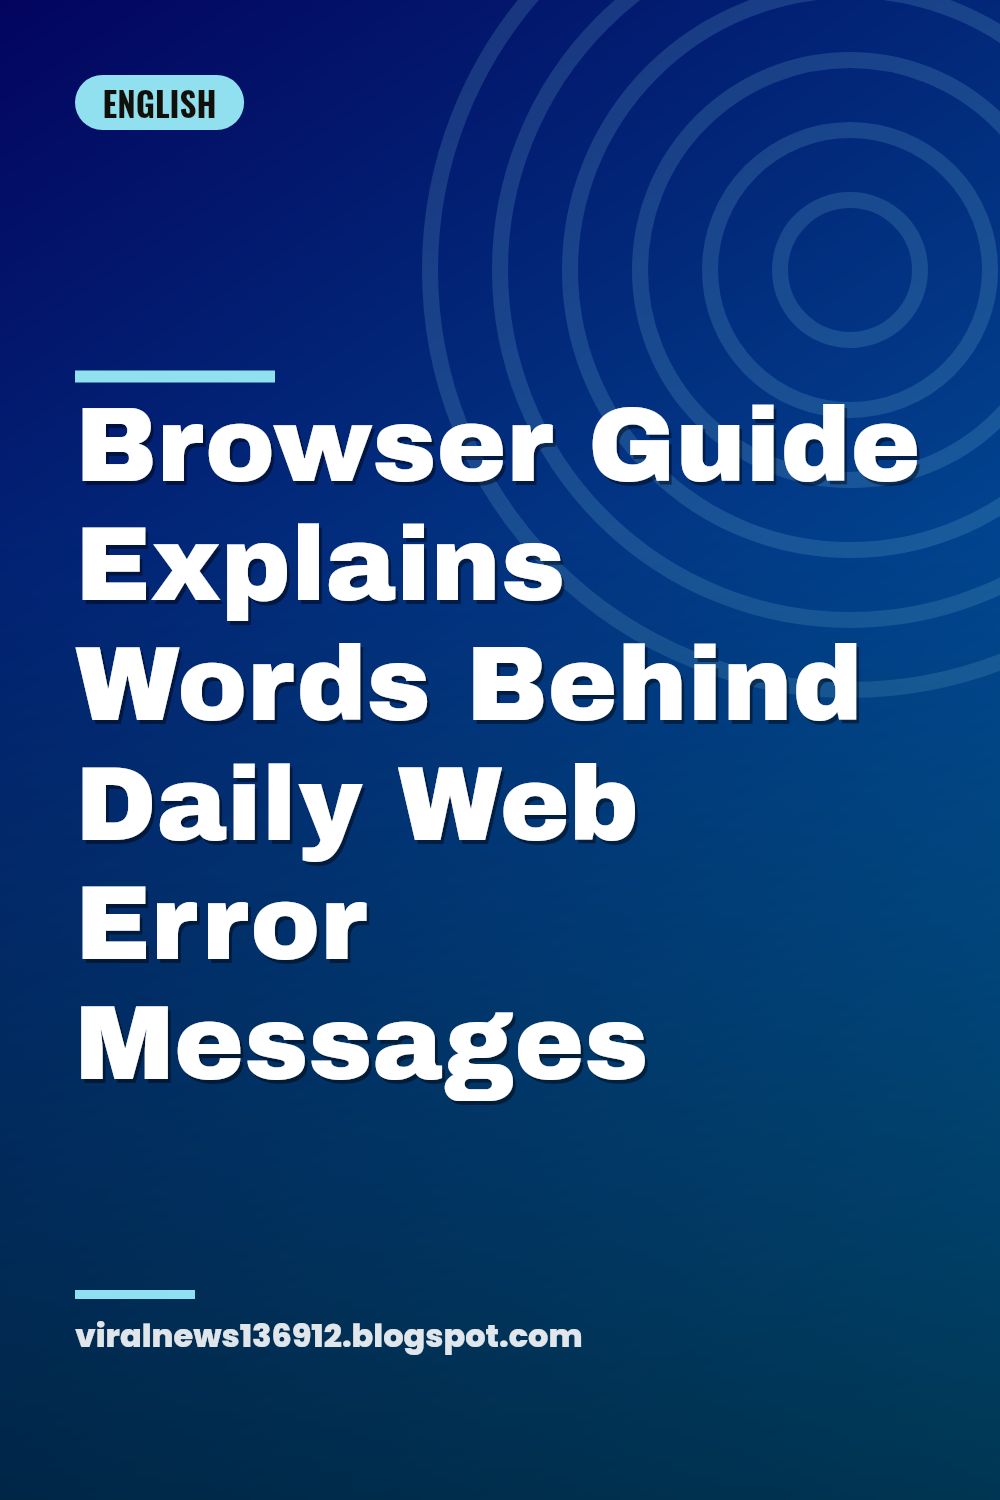 ENGLISH
Browser Guide
Explains
Words Behind
Daily Web
Error
Messages
viralnews136912.blogspot.com